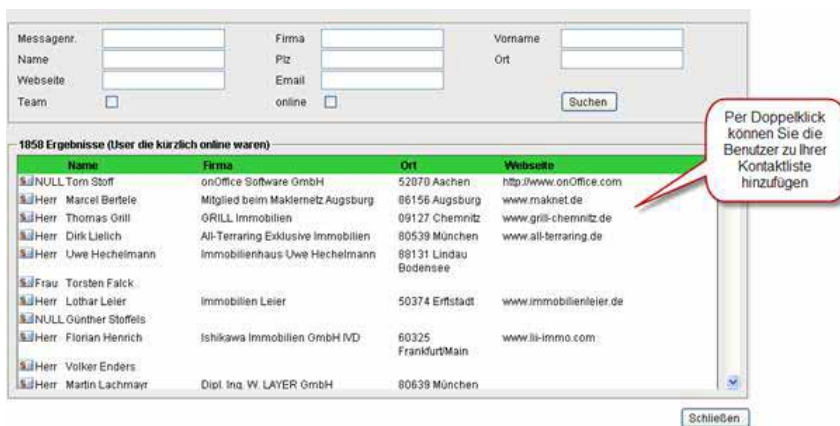 Messagenr. Firma Vorname
Name Plz Ort
Webseite Email
Team online Suchen
Per Doppelklick
können Sie die
Benutzer zu Ihrer
Kontaktliste
hinzufügen
1858 Ergebnisse (User die kürzlich online waren)
Name Firma Ort Webseite
NULL Tom Stoff onOffice Software GmbH 52070 Aachen http://www.onOffice.com
Herr Marcel Bertele Mitglied beim Maklernetz Augsburg 86156 Augsburg www.maknet.de
Herr Thomas Grill GRILL Immobilien 09127 Chemnitz www.grill-chemnitz.de
Herr Dirk Lielich All-Terraring Exklusive Immobilien 80539 München www.all-terraring.de
Herr Uwe Hechelmann Immobilienhaus Uwe Hechelmann 88131 Lindau
Bodensee
Frau Torsten Falck
Herr Lothar Leier Immobilien Leier 50374 Erftstadt www.immobilienleier.de
NULL Günther Stoffels
Herr Florian Henrich Ishikawa Immobilien GmbH IVD 60325 www.lii-immo.com
Frankfurt/Main
Herr Volker Enders
Herr Martin Lachmayr Dipl. Ing. W. LAYER GmbH 80639 München
Schließen